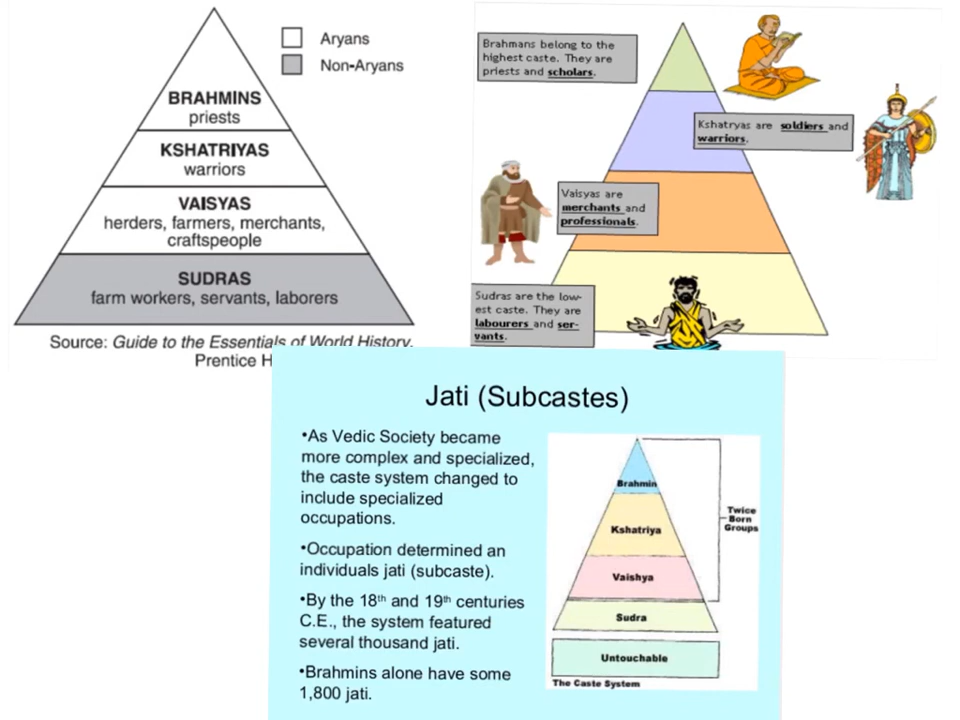 Aryans
Non-Aryans
BRAHMINS
priests
KSHATRIYAS
warriors
VAISYAS
herders, farmers, merchants,
craftspeople
SUDRAS
farm workers, servants, laborers
Source: Guide to the Essentials of World History,
Prentice H
Brahmans belong to the
highest caste. They are
priests and scholars.
Kshatryas are soldiers and
warriors.
Vaisyas are
merchants and
professionals.
Sudras are the low-
est caste. They are
labourers and ser-
vants.
Jati (Subcastes)
•As Vedic Society became
more complex and specialized,
the caste system changed to
include specialized
occupations.
•Occupation determined an
individuals jati (subcaste).
•By the 18th and 19th centuries
C.E., the system featured
several thousand jati.
•Brahmins alone have some
1,800 jati.
Brahmin
Kshatriya
Vaishya
Sudra
Untouchable
Twice
Born
Groups
The Caste System